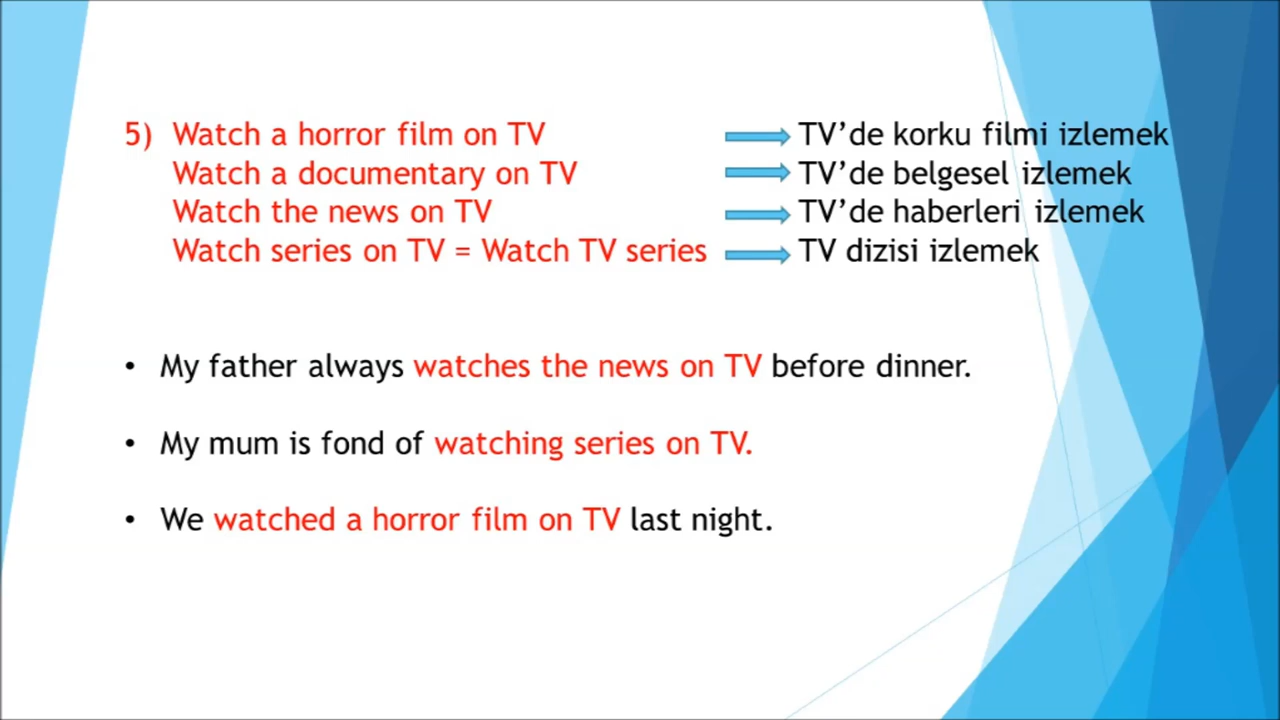 5) Watch a horror film on TV TV’de korku filmi izlemek
Watch a documentary on TV TV’de belgesel izlemek
Watch the news on TV TV’de haberleri izlemek
Watch series on TV = Watch TV series TV dizisi izlemek
• My father always watches the news on TV before dinner.
• My mum is fond of watching series on TV.
• We watched a horror film on TV last night.